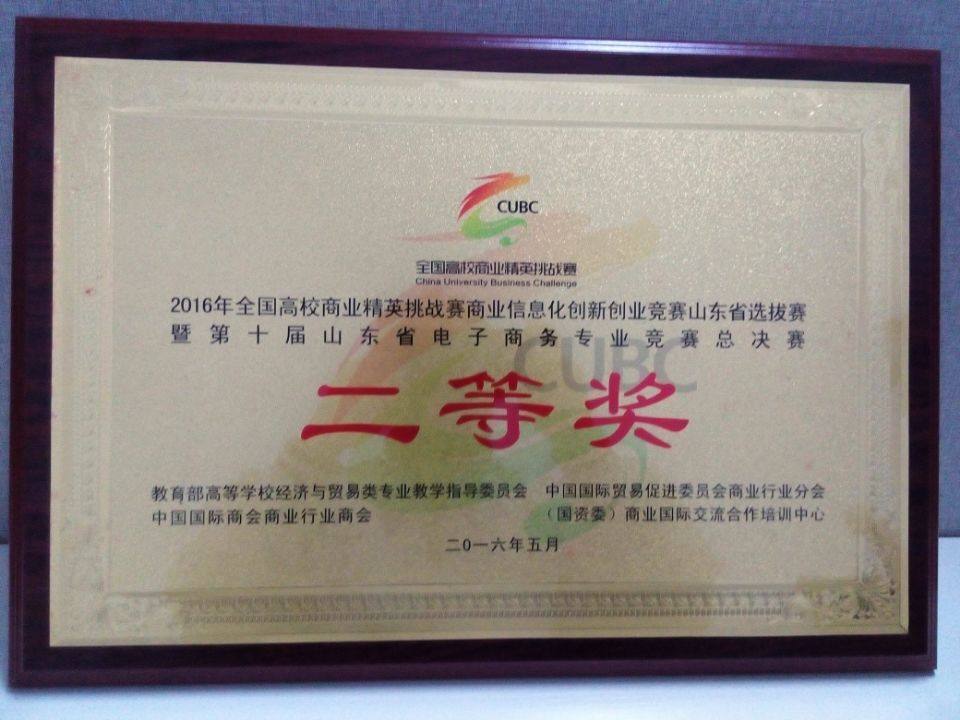 CUBC
全国高校商业精英挑战赛
China University Business Challenge
2016年全国高校商业精英挑战赛商业信息化创新创业竞赛山东省选拔赛
暨第十届山东省电子商务专业竞赛总决赛
CUBC
二等奖
教育部高等学校经济与贸易类专业教学指导委员会 中国国际贸易促进委员会商业行业分会
中国国际商会商业行业商会 （国资委）商业国际交流合作培训中心
二〇一六年五月